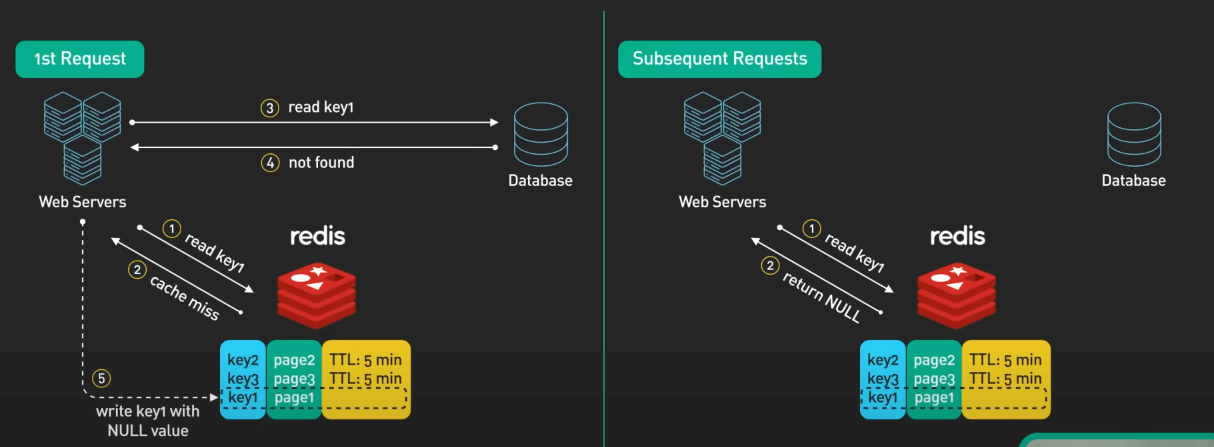 1st Request
3 read key1
4 not found
Database
Web Servers
1 read key1
2 cache miss
redis
key2 page2 TTL: 5 min
key3 page3 TTL: 5 min
key1 page1
5
write key1 with
NULL value
Subsequent Requests
Web Servers
Database
1 read key1
2 return NULL
redis
key2 page2 TTL: 5 min
key3 page3 TTL: 5 min
key1 page1